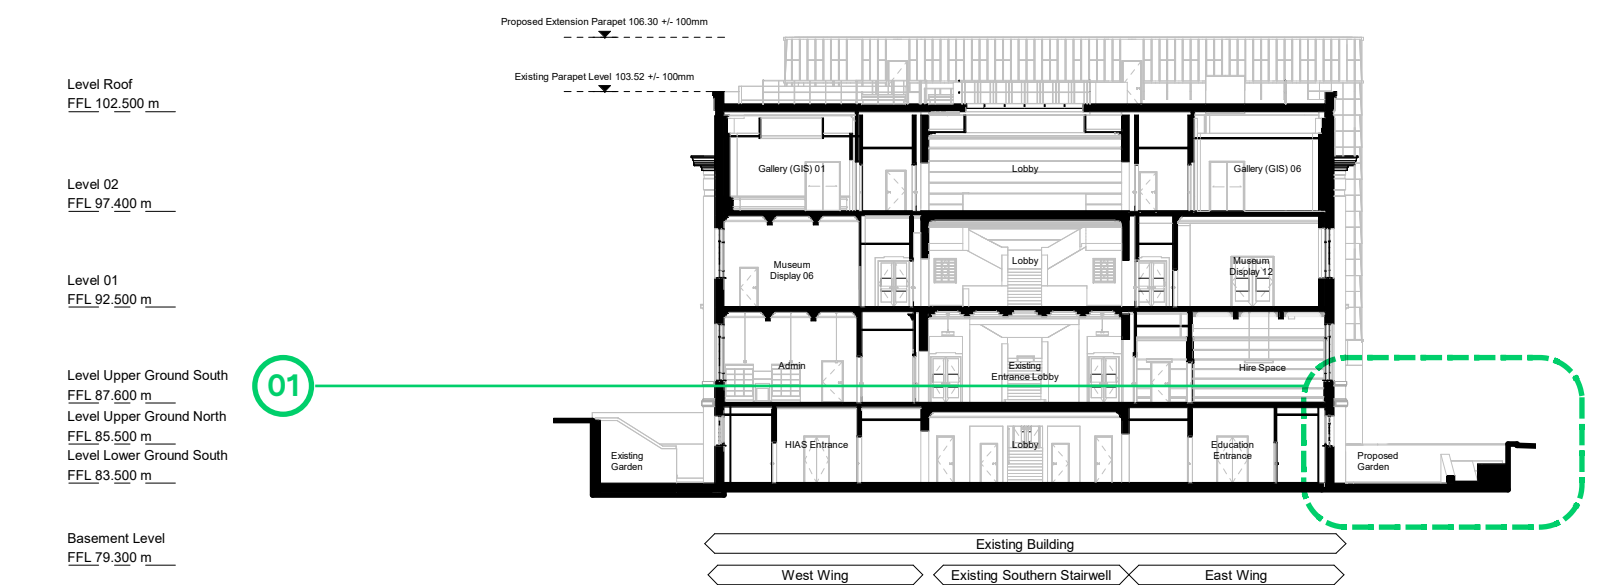 Proposed Extension Parapet 106.30 +/- 100mm
Existing Parapet Level 103.52 +/- 100mm
Level Roof
FFL 102.500 m
Level 02
FFL 97.400 m
Level 01
FFL 92.500 m
Level Upper Ground South
FFL 87.600 m
Level Upper Ground North
FFL 85.500 m
Level Lower Ground South
FFL 83.500 m
Basement Level
FFL 79.300 m
01
Gallery (GIS) 01
Lobby
Gallery (GIS) 06
Museum
Display 06
Lobby
Museum
Display 12
Admin
Existing
Entrance Lobby
Hire Space
Existing
Garden
HIAS Entrance
Lobby
Education
Entrance
Proposed
Garden
Existing Building
West Wing
Existing Southern Stairwell
East Wing